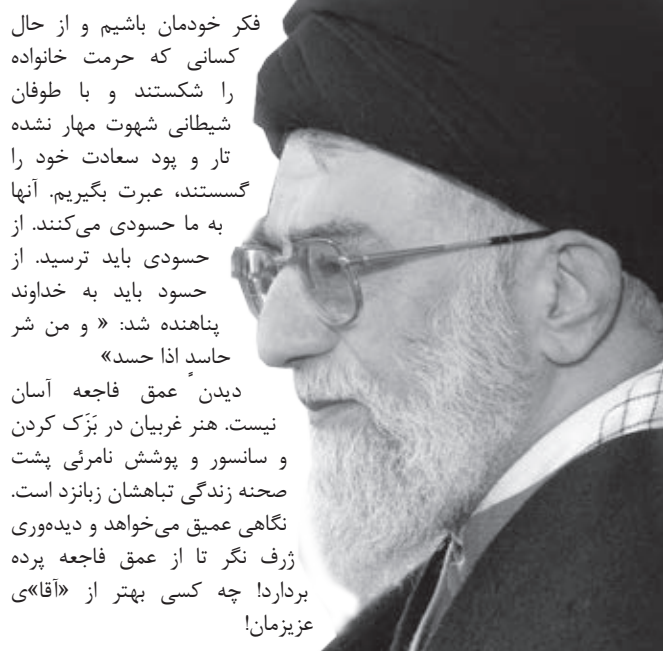 فکر خودمان باشیم و از حال
کسانی که حرمت خانواده
را شکستند و با طوفان
شیطانی شهوت مهار نشده
تار و پود سعادت خود را
گسستند، عبرت بگیریم. آنها
به ما حسودی می‌کنند. از
حسودی باید ترسید. از
حسود باید به خداوند
پناهنده شد: « و من شر
حاسدٍ اذا حسد»
دیدن عمق فاجعه آسان
نیست. هنر غربیان در بَزَک کردن
و سانسور و پوشش نامرئی پشت
صحنه زندگی تباهشان زبانزد است.
نگاهی عمیق می‌خواهد و دیده‌وری
ژرف نگر تا از عمق فاجعه پرده
بردارد! چه کسی بهتر از «آقا»ی
عزیزمان!